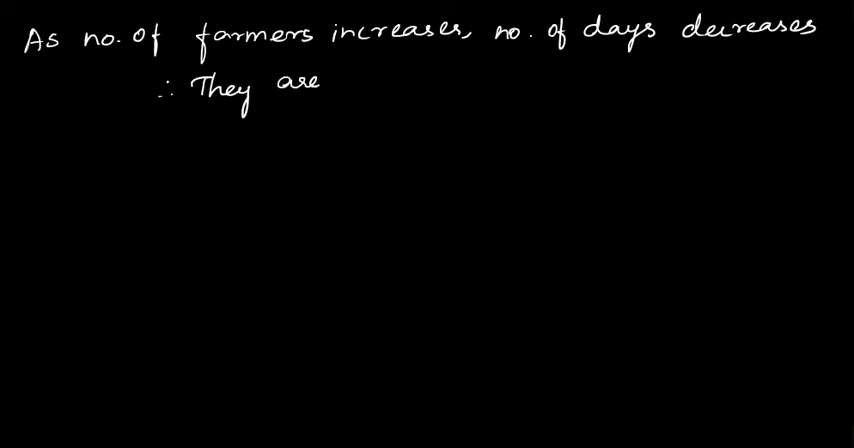 As no. of farmers increases, no. of days decreases
∴ They are